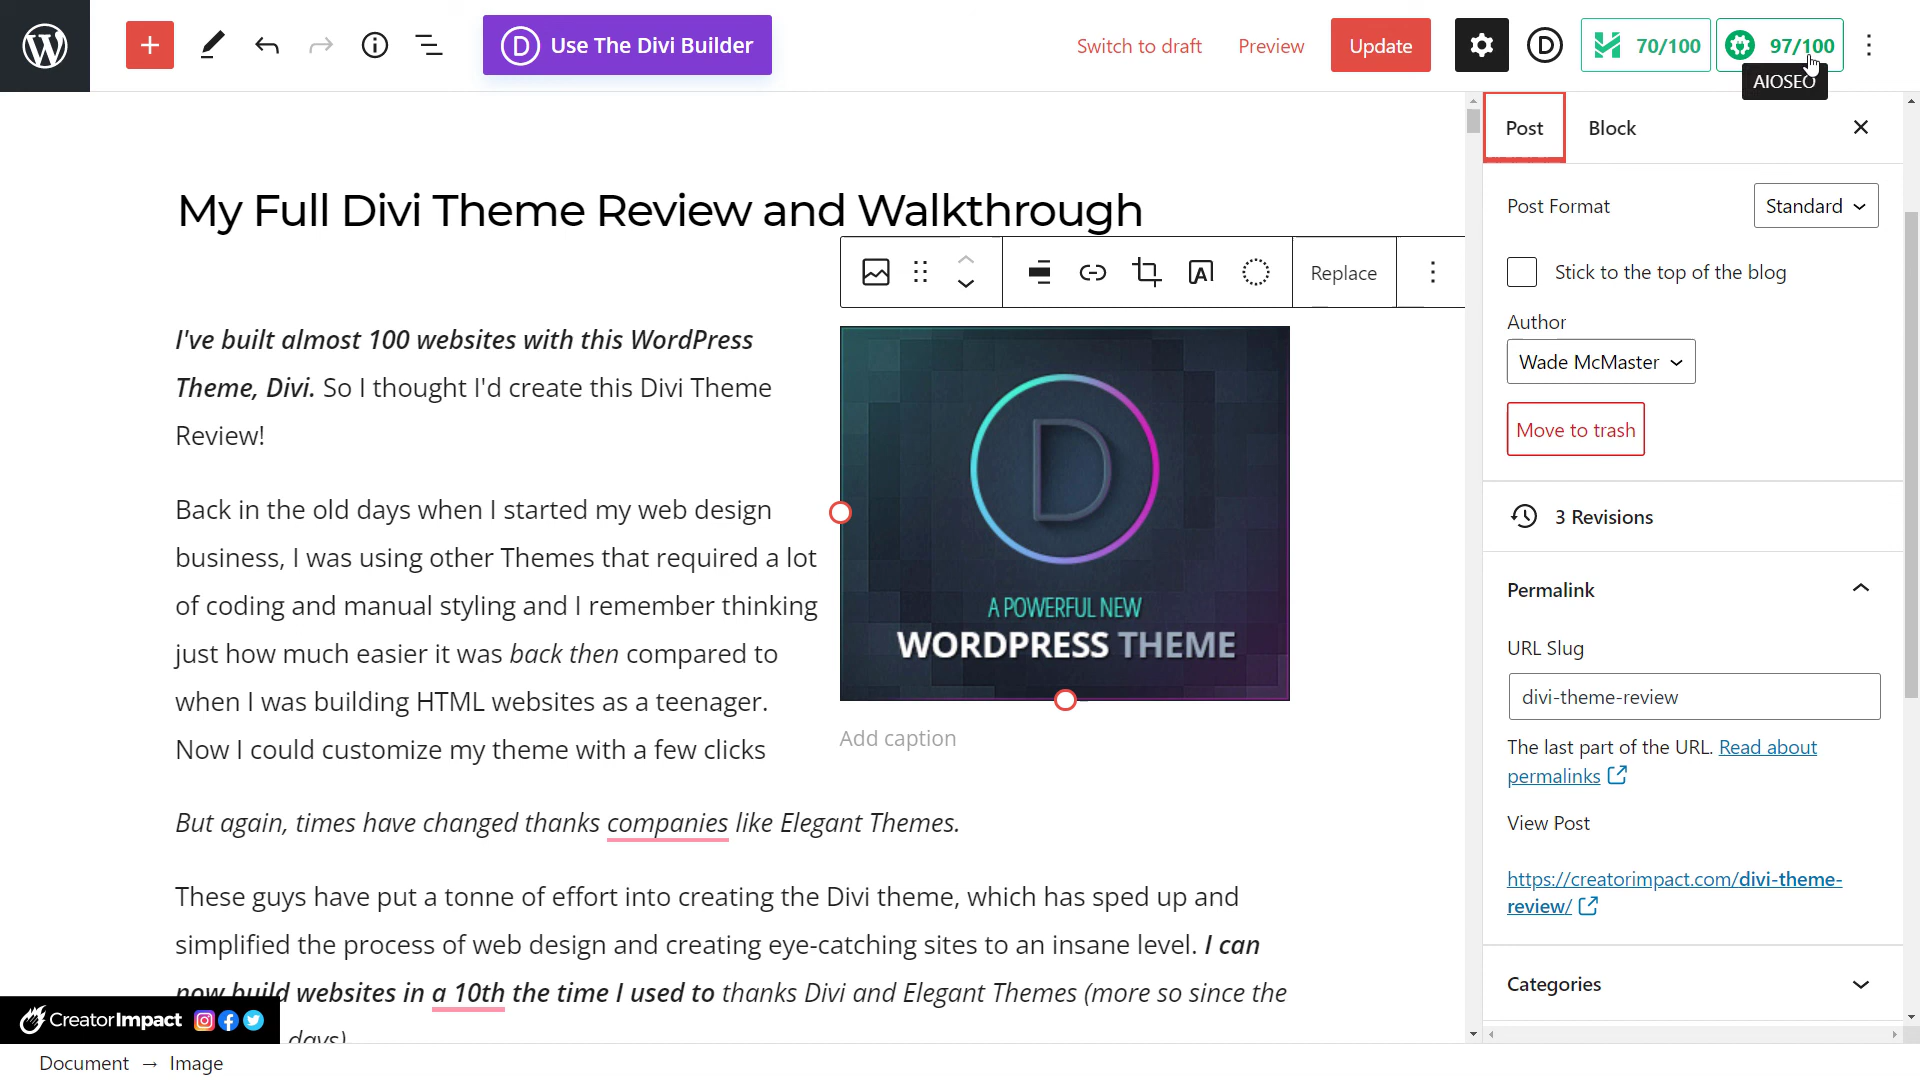 Use The Divi Builder
Switch to draft
Preview
Update
70/100
97/100
AIOSEO
Post
Block
My Full Divi Theme Review and Walkthrough
Replace
I've built almost 100 websites with this WordPress
Theme, Divi. So I thought I'd create this Divi Theme
Review!
Back in the old days when I started my web design
business, I was using other Themes that required a lot
of coding and manual styling and I remember thinking
just how much easier it was back then compared to
when I was building HTML websites as a teenager.
Now I could customize my theme with a few clicks
A POWERFUL NEW
WORDPRESS THEME
Add caption
But again, times have changed thanks companies like Elegant Themes.
These guys have put a tonne of effort into creating the Divi theme, which has sped up and
simplified the process of web design and creating eye-catching sites to an insane level. I can
now build websites in a 10th the time I used to thanks Divi and Elegant Themes (more so since the
days)
Post Format
Standard
Stick to the top of the blog
Author
Wade McMaster
Move to trash
3 Revisions
Permalink
URL Slug
divi-theme-review
The last part of the URL. Read about
permalinks
View Post
https://creatorimpact.com/divi-theme-
review/
Categories
CreatorImpact
Document → Image